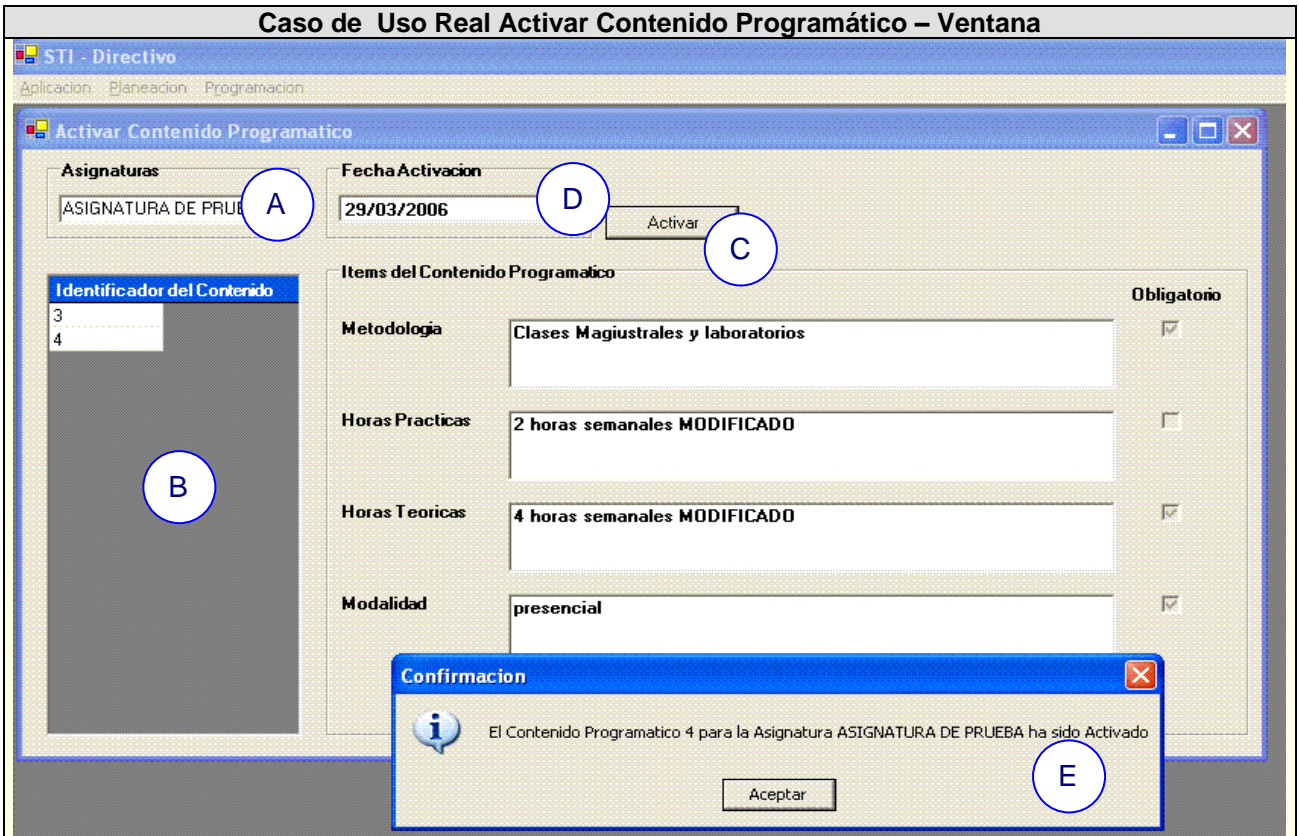 Caso de Uso Real Activar Contenido Programático – Ventana
STI - Directivo
Aplicacion Planeacion Programacion
Activar Contenido Programatico
Asignaturas
Fecha Activacion
ASIGNATURA DE
A
29/03/2006
D
Activar
C
Identificador del Contenido
3
4
B
Items del Contenido Programatico
Obligatorio
Metodologia
Clases Magiustrales y laboratorios
Horas Practicas
2 horas semanales MODIFICADO
Horas Teoricas
4 horas semanales MODIFICADO
Modalidad
presencial
Confirmacion
El Contenido Programatico 4 para la Asignatura ASIGNATURA DE PRUEBA ha sido Activado
E
Aceptar